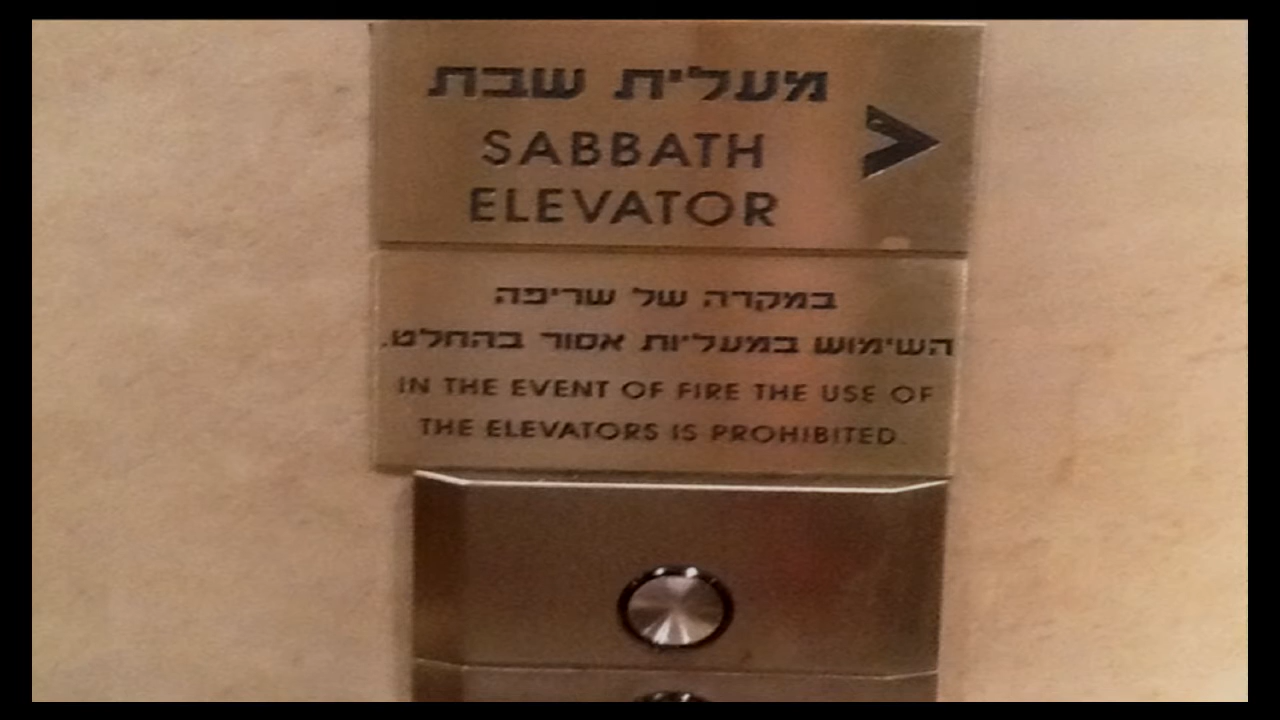 מעלית שבת
SABBATH
ELEVATOR
במקרה של שריפה
השימוש במעליות אסור בהחלט.
IN THE EVENT OF FIRE THE USE OF
THE ELEVATORS IS PROHIBITED.